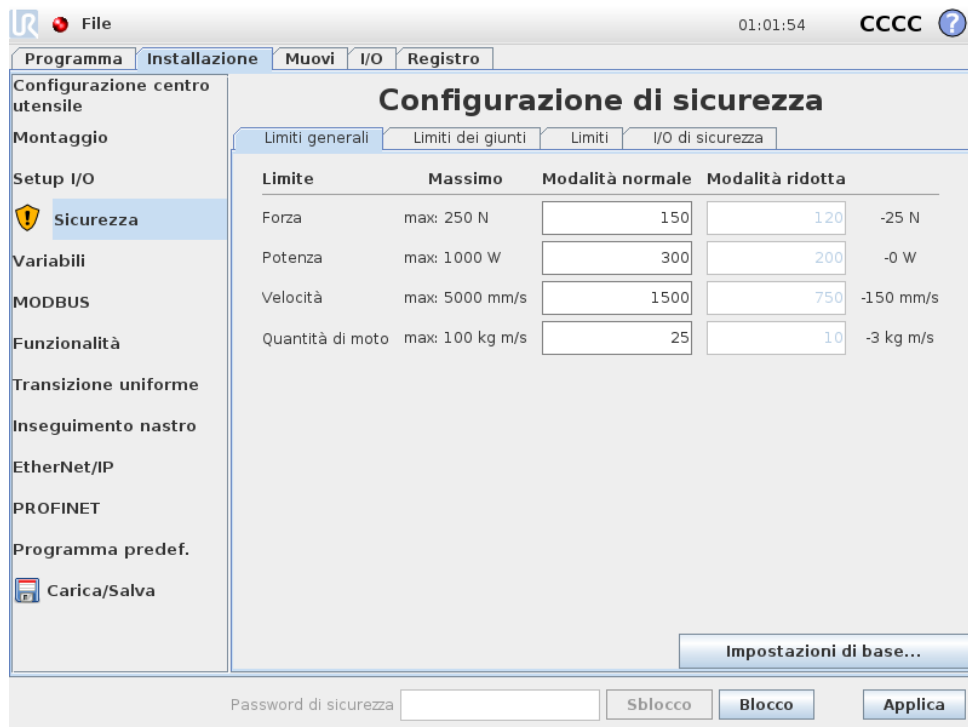 UR File 01:01:54 CCCC ?
Programma Installazione Muovi I/O Registro
Configurazione centro utensile
Montaggio
Setup I/O
Sicurezza
Variabili
MODBUS
Funzionalità
Transizione uniforme
Inseguimento nastro
EtherNet/IP
PROFINET
Programma predef.
Carica/Salva
Configurazione di sicurezza
Limiti generali Limiti dei giunti Limiti I/O di sicurezza
Limite Massimo Modalità normale Modalità ridotta
Forza max: 250 N 150 120 -25 N
Potenza max: 1000 W 300 200 -0 W
Velocità max: 5000 mm/s 1500 750 -150 mm/s
Quantità di moto max: 100 kg m/s 25 10 -3 kg m/s
Impostazioni di base...
Password di sicurezza Sblocco Blocco Applica